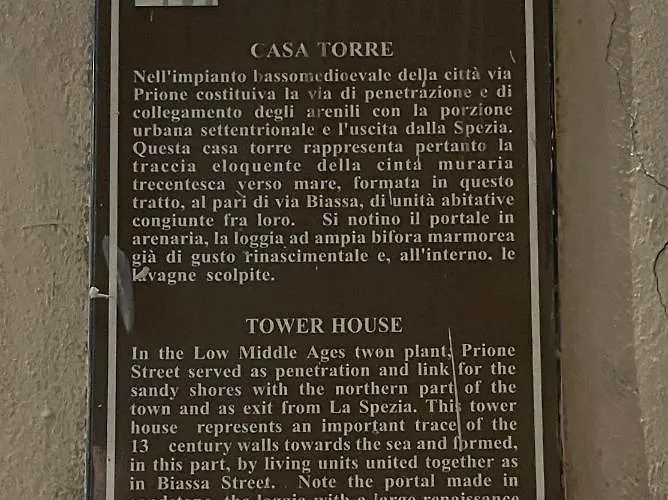 CASA TORRE
Nell'impianto bassomedioevale della città via
Prione costituiva la via di penetrazione e di
collegamento degli arenili con la porzione
urbana settentrionale e l'uscita dalla Spezia.
Questa casa torre rappresenta pertanto la
traccia eloquente della cinta muraria
trecentesca verso mare, formata in questo
tratto, al pari di via Biassa, di unità abitative
congiunte fra loro. Si notino il portale in
arenaria, la loggia ad ampia bifora marmorea
già di gusto rinascimentale e, all'interno, le
lavagne scolpite.
TOWER HOUSE
In the Low Middle Ages twon plant, Prione
Street served as penetration and link for the
sandy shores with the northern part of the
town and as exit from La Spezia. This tower
house represents an important trace of the
13 century walls towards the sea and formed,
in this part, by living units united together as
in Biassa Street. Note the portal made in
sandstone, the loggia with a large renaissance